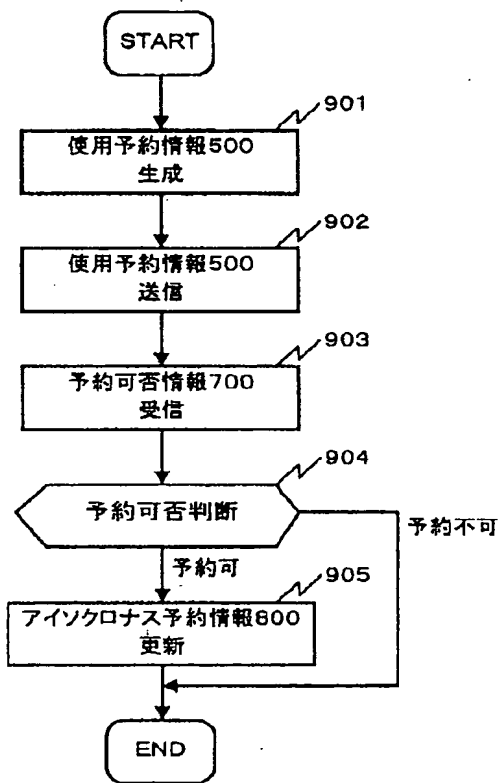 START
901
使用予約情報500
生成
902
使用予約情報500
送信
903
予約可否情報700
受信
904
予約可否判断
予約不可
予約可
905
アイソクロナス予約情報800
更新
END